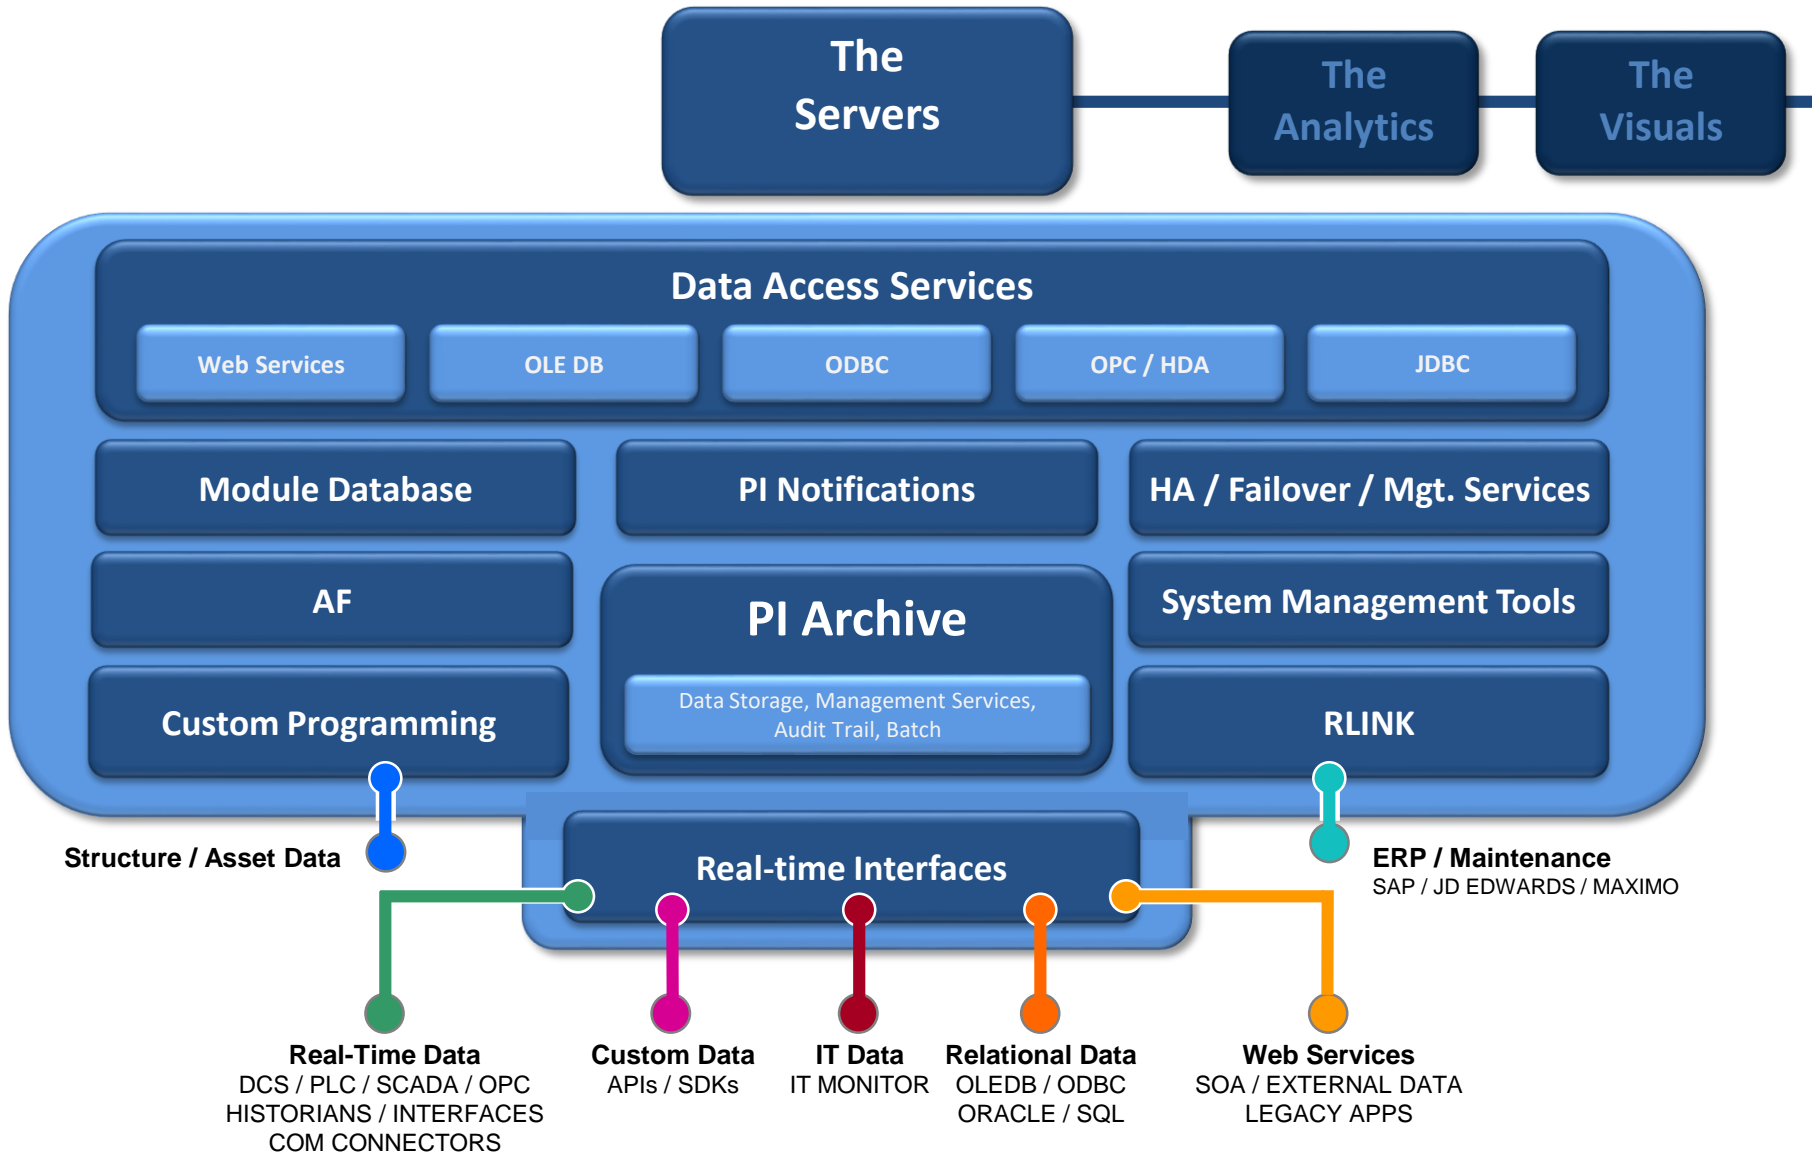 The
Servers
The
Analytics
The
Visuals
Data Access Services
Web Services
OLE DB
ODBC
OPC / HDA
JDBC
Module Database
PI Notifications
HA / Failover / Mgt. Services
AF
PI Archive
System Management Tools
Data Storage, Management Services,
Audit Trail, Batch
Custom Programming
RLINK
Structure / Asset Data
Real-time Interfaces
ERP / Maintenance
SAP / JD EDWARDS / MAXIMO
Real-Time Data
DCS / PLC / SCADA / OPC
HISTORIANS / INTERFACES
COM CONNECTORS
Custom Data
APIs / SDKs
IT Data
IT MONITOR
Relational Data
OLEDB / ODBC
ORACLE / SQL
Web Services
SOA / EXTERNAL DATA
LEGACY APPS